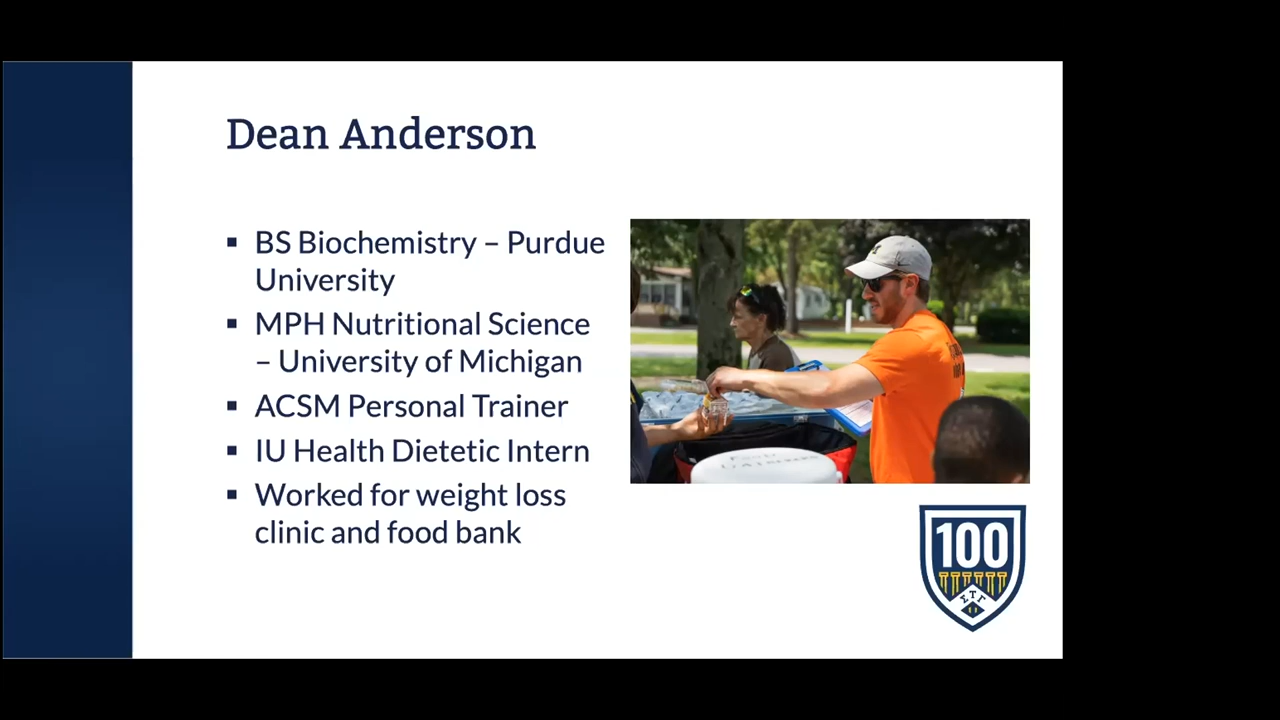 Dean Anderson
▪ BS Biochemistry – Purdue
University
▪ MPH Nutritional Science
– University of Michigan
▪ ACSM Personal Trainer
▪ IU Health Dietetic Intern
▪ Worked for weight loss
clinic and food bank
100
ΣΤΓ